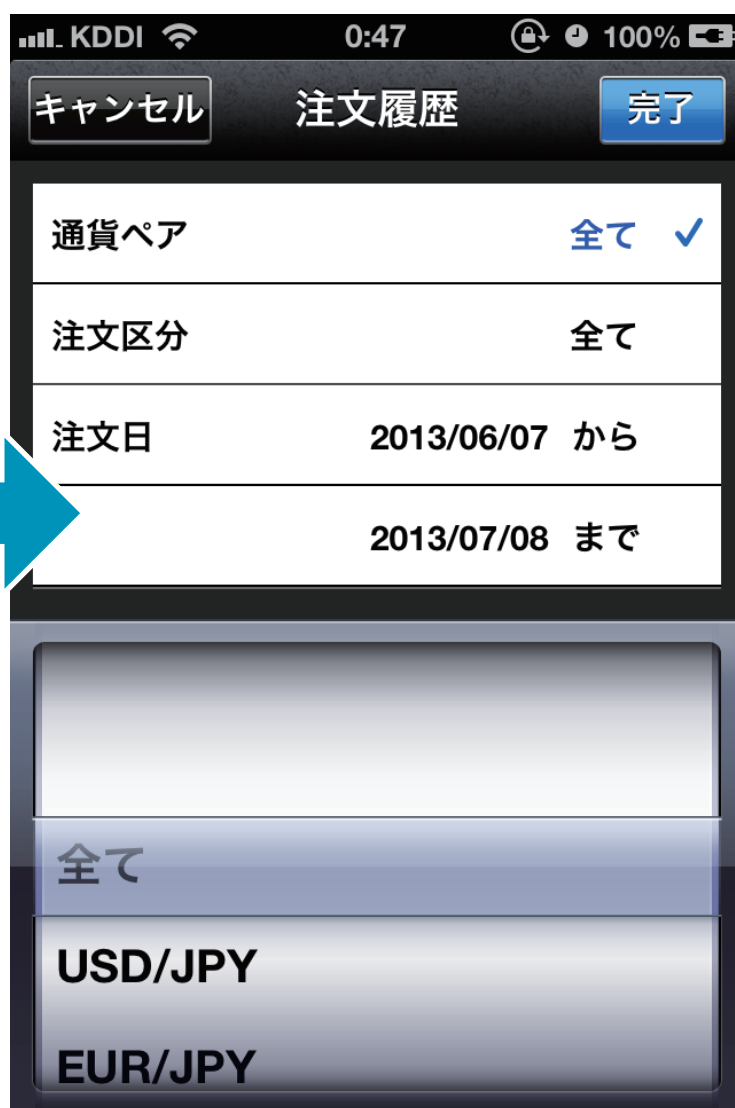 KDDI 0:47 100%
キャンセル 注文履歴 完了
通貨ペア 全て
注文区分 全て
注文日 2013/06/07 から
2013/07/08 まで
全て
USD/JPY
EUR/JPY